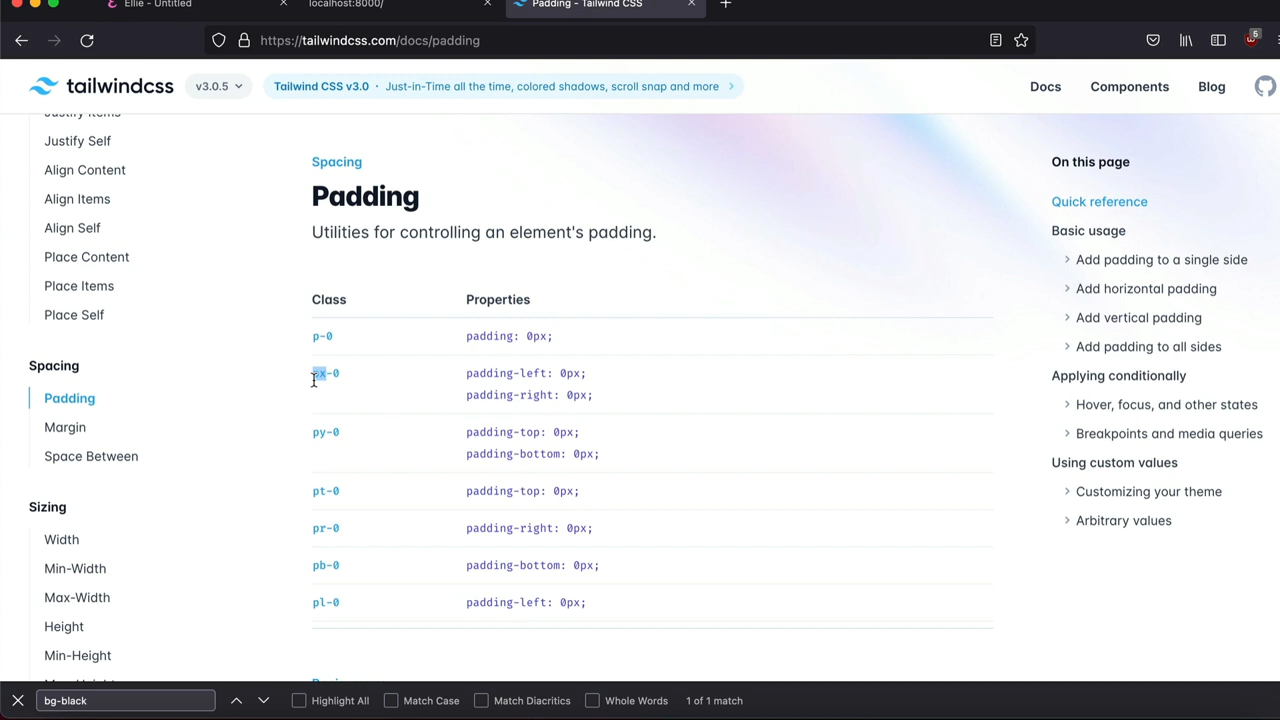 Ellie - Untitled
localhost:8000/
Padding - Tailwind CSS
https://tailwindcss.com/docs/padding
5
tailwindcss
v3.0.5
Tailwind CSS v3.0 · Just-in-Time all the time, colored shadows, scroll snap and more
Docs
Components
Blog
Justify Items
Justify Self
Align Content
Align Items
Align Self
Place Content
Place Items
Place Self
Spacing
Padding
Margin
Space Between
Sizing
Width
Min-Width
Max-Width
Height
Min-Height
Spacing
Padding
Utilities for controlling an element's padding.
Class Properties
p-0 padding: 0px;
px-0 padding-left: 0px;
padding-right: 0px;
py-0 padding-top: 0px;
padding-bottom: 0px;
pt-0 padding-top: 0px;
pr-0 padding-right: 0px;
pb-0 padding-bottom: 0px;
pl-0 padding-left: 0px;
On this page
Quick reference
Basic usage
Add padding to a single side
Add horizontal padding
Add vertical padding
Add padding to all sides
Applying conditionally
Hover, focus, and other states
Breakpoints and media queries
Using custom values
Customizing your theme
Arbitrary values
bg-black
Highlight All
Match Case
Match Diacritics
Whole Words
1 of 1 match